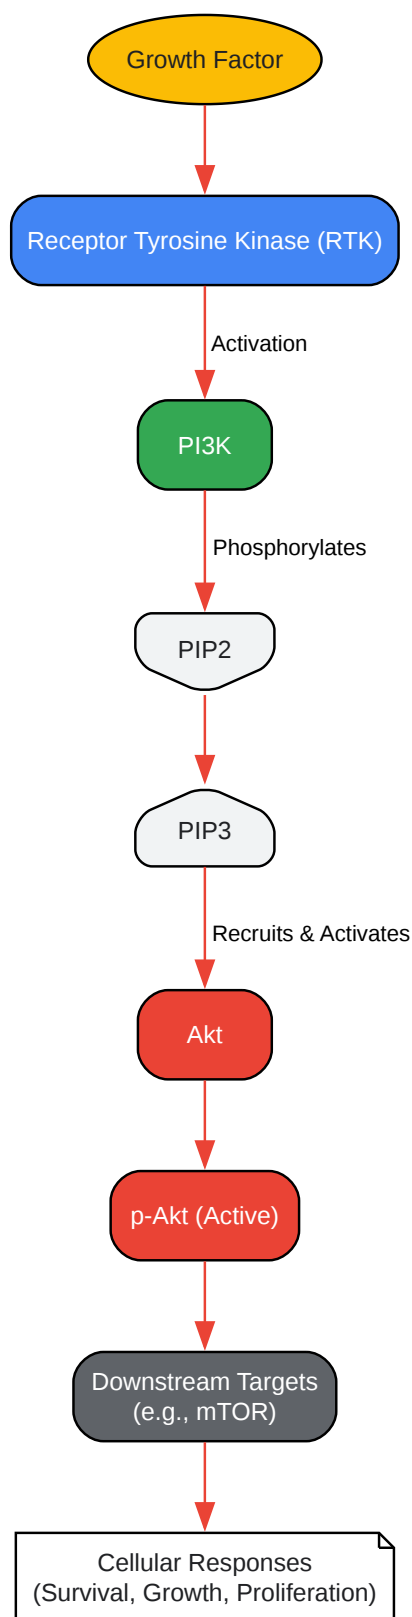 Growth Factor
Receptor Tyrosine Kinase (RTK)
Activation
PI3K
Phosphorylates
PIP2
PIP3
Recruits & Activates
Akt
p-Akt (Active)
Downstream Targets
(e.g., mTOR)
Cellular Responses
(Survival, Growth, Proliferation)